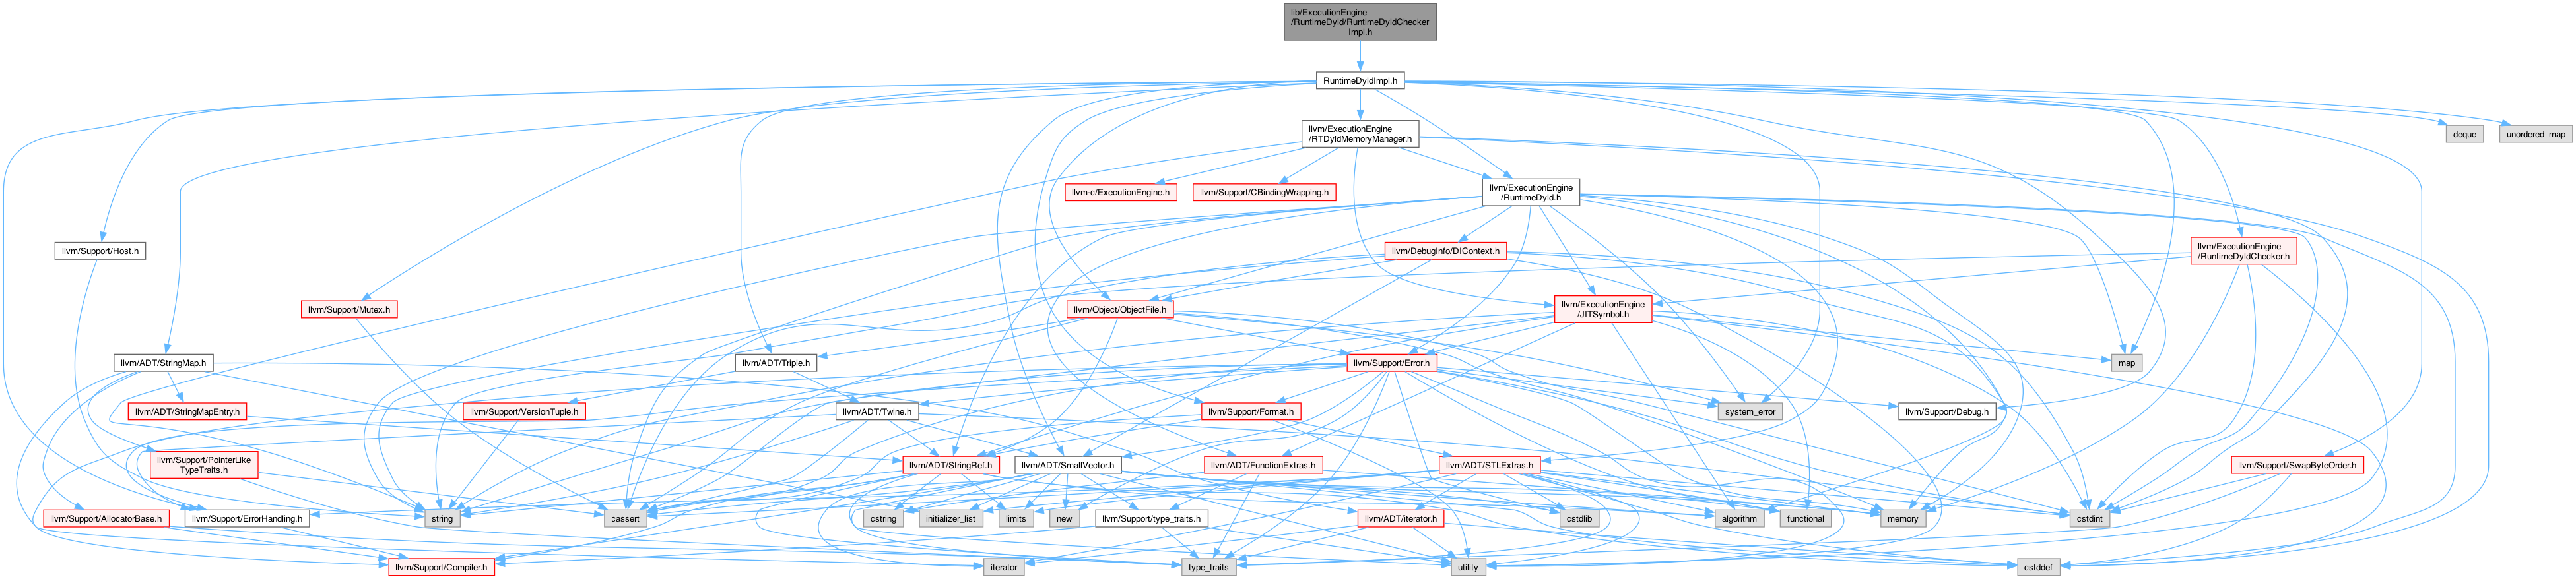 lib/ExecutionEngine
/RuntimeDyld/RuntimeDyldChecker
Impl.h
RuntimeDyldImpl.h
llvm/ExecutionEngine
/RTDyldMemoryManager.h
deque
unordered_map
llvm-c/ExecutionEngine.h
llvm/Support/CBindingWrapping.h
llvm/ExecutionEngine
/RuntimeDyld.h
llvm/Support/Host.h
llvm/DebugInfo/DIContext.h
llvm/ExecutionEngine
/RuntimeDyldChecker.h
llvm/Support/Mutex.h
llvm/Object/ObjectFile.h
llvm/ExecutionEngine
/JITSymbol.h
llvm/ADT/StringMap.h
llvm/ADT/Triple.h
llvm/Support/Error.h
map
llvm/ADT/StringMapEntry.h
llvm/Support/VersionTuple.h
llvm/ADT/Twine.h
llvm/Support/Format.h
system_error
llvm/Support/Debug.h
llvm/Support/PointerLike
TypeTraits.h
llvm/ADT/StringRef.h
llvm/ADT/SmallVector.h
llvm/ADT/FunctionExtras.h
llvm/ADT/STLExtras.h
llvm/Support/SwapByteOrder.h
llvm/Support/AllocatorBase.h
llvm/Support/ErrorHandling.h
string
cassert
cstring
initializer_list
limits
new
llvm/Support/type_traits.h
llvm/ADT/iterator.h
cstdlib
algorithm
functional
memory
cstdint
llvm/Support/Compiler.h
iterator
type_traits
utility
cstddef